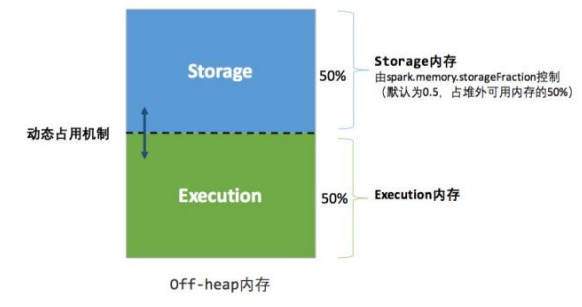 Storage
50%
Storage内存
由spark.memory.storageFraction控制
（默认为0.5，占堆外可用内存的50%）
动态占用机制
Execution
50%
Execution内存
Off-heap内存